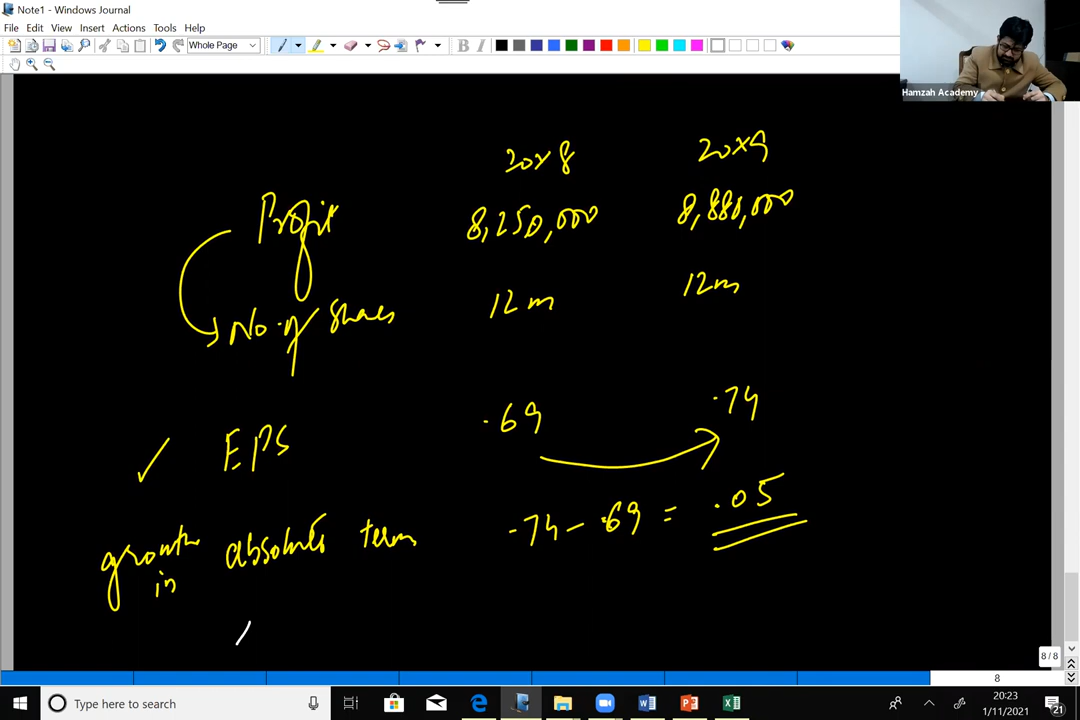 Note1 - Windows Journal
File Edit View Insert Actions Tools Help
Whole Page
B I
Hamzah Academy
20x8 20x9
Profit 8,250,000 8,880,000
No. of shares 12m 12m
EPS .69 .74
growth in absolute term .74 - .69 = .05
8/8
8
Type here to search
20:23
1/11/2021
21